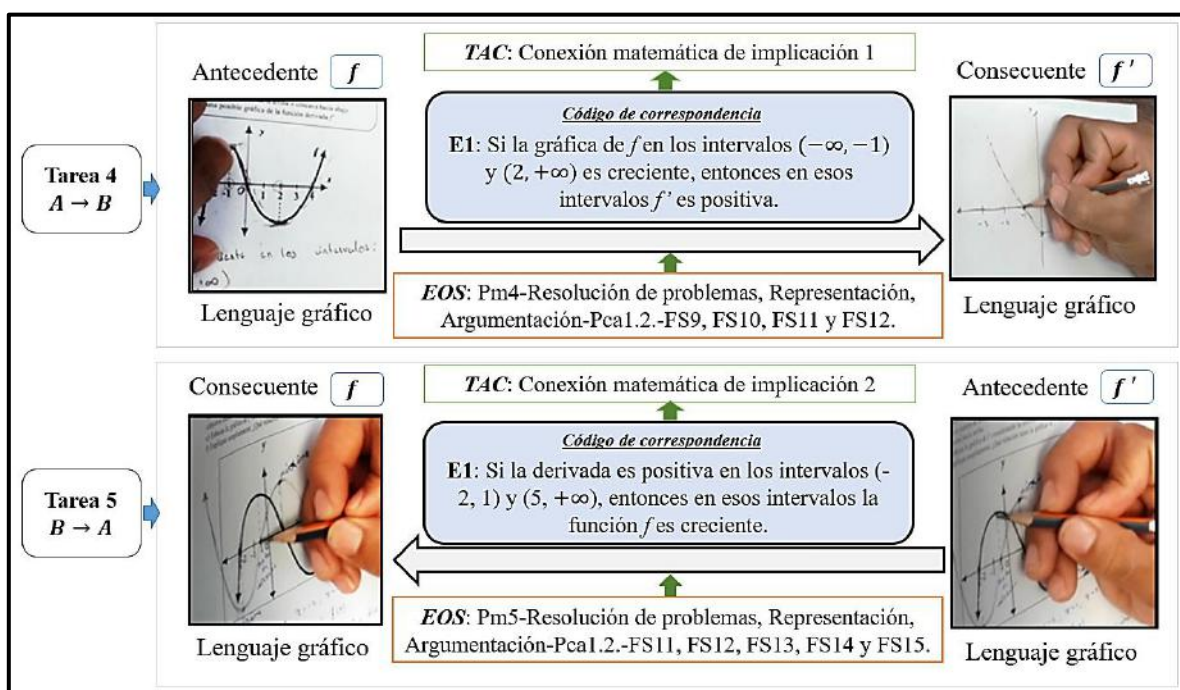 TAC: Conexión matemática de implicación 1
Antecedente f
Consecuente f'
Código de correspondencia
E1: Si la gráfica de f en los intervalos (−∞, −1)
y (2, +∞) es creciente, entonces en esos
intervalos f' es positiva.
Tarea 4
A → B
Lenguaje gráfico
EOS: Pm4-Resolución de problemas, Representación,
Argumentación-Pca1.2.-FS9, FS10, FS11 y FS12.
Lenguaje gráfico
Consecuente f
TAC: Conexión matemática de implicación 2
Antecedente f'
Código de correspondencia
E1: Si la derivada es positiva en los intervalos (-
2, 1) y (5, +∞), entonces en esos intervalos la
función f es creciente.
Tarea 5
B → A
Lenguaje gráfico
EOS: Pm5-Resolución de problemas, Representación,
Argumentación-Pca1.2.-FS11, FS12, FS13, FS14 y FS15.
Lenguaje gráfico